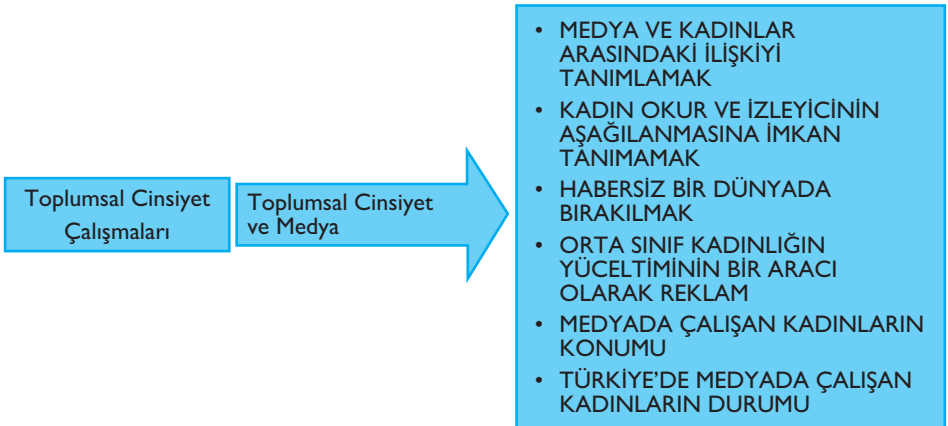 Toplumsal Cinsiyet
Çalışmaları
Toplumsal Cinsiyet
ve Medya
• MEDYA VE KADINLAR
ARASINDAKİ İLİŞKİYİ
TANIMLAMAK
• KADIN OKUR VE İZLEYİCİNİN
AŞAĞILANMASINA İMKAN
TANIMAMAK
• HABERSİZ BİR DÜNYADA
BIRAKILMAK
• ORTA SINIF KADINLIĞIN
YÜCELTİMİNİN BİR ARACI
OLARAK REKLAM
• MEDYADA ÇALIŞAN KADINLARIN
KONUMU
• TÜRKİYE’DE MEDYADA ÇALIŞAN
KADINLARIN DURUMU